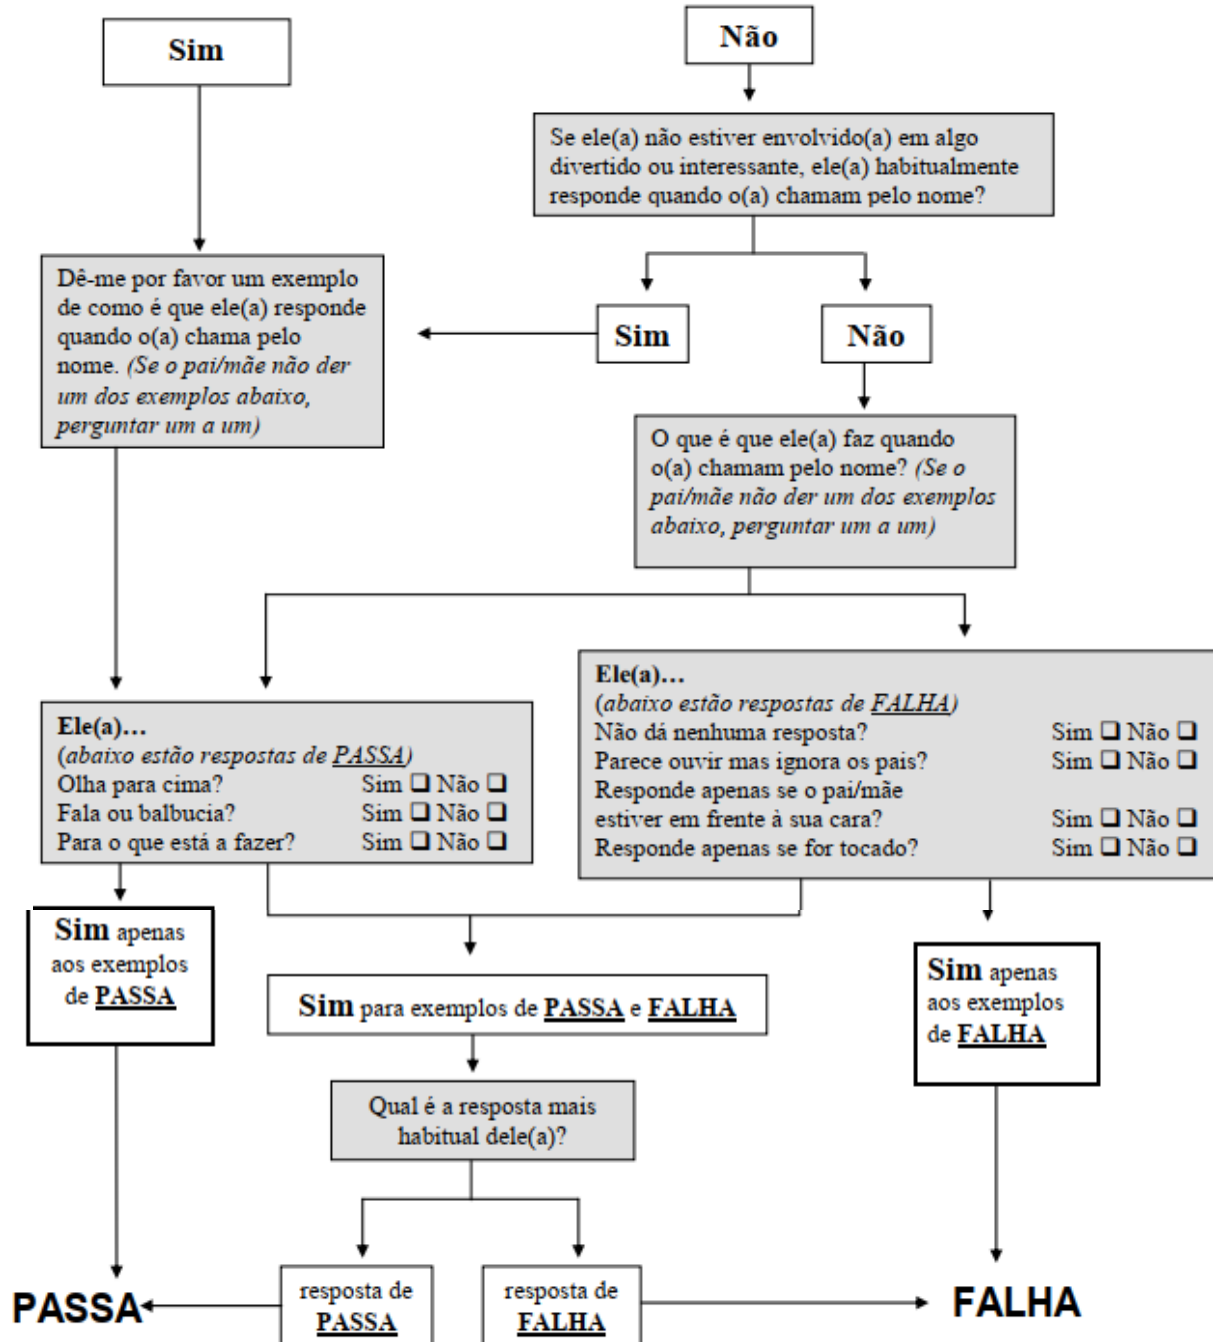 Sim
Não
Se ele(a) não estiver envolvido(a) em algo
divertido ou interessante, ele(a) habitualmente
responde quando o(a) chamam pelo nome?
Dê-me por favor um exemplo
de como é que ele(a) responde
quando o(a) chama pelo
nome. (Se o pai/mãe não der
um dos exemplos abaixo,
perguntar um a um)
Sim
Não
O que é que ele(a) faz quando
o(a) chamam pelo nome? (Se o
pai/mãe não der um dos exemplos
abaixo, perguntar um a um)
Ele(a)…
(abaixo estão respostas de PASSA)
Olha para cima? Sim ❑ Não ❑
Fala ou balbucia? Sim ❑ Não ❑
Para o que está a fazer? Sim ❑ Não ❑
Ele(a)…
(abaixo estão respostas de FALHA)
Não dá nenhuma resposta? Sim ❑ Não ❑
Parece ouvir mas ignora os pais? Sim ❑ Não ❑
Responde apenas se o pai/mãe
estiver em frente à sua cara? Sim ❑ Não ❑
Responde apenas se for tocado? Sim ❑ Não ❑
Sim apenas
aos exemplos
de PASSA
Sim para exemplos de PASSA e FALHA
Sim apenas
aos exemplos
de FALHA
Qual é a resposta mais
habitual dele(a)?
resposta de
PASSA
resposta de
FALHA
PASSA
FALHA